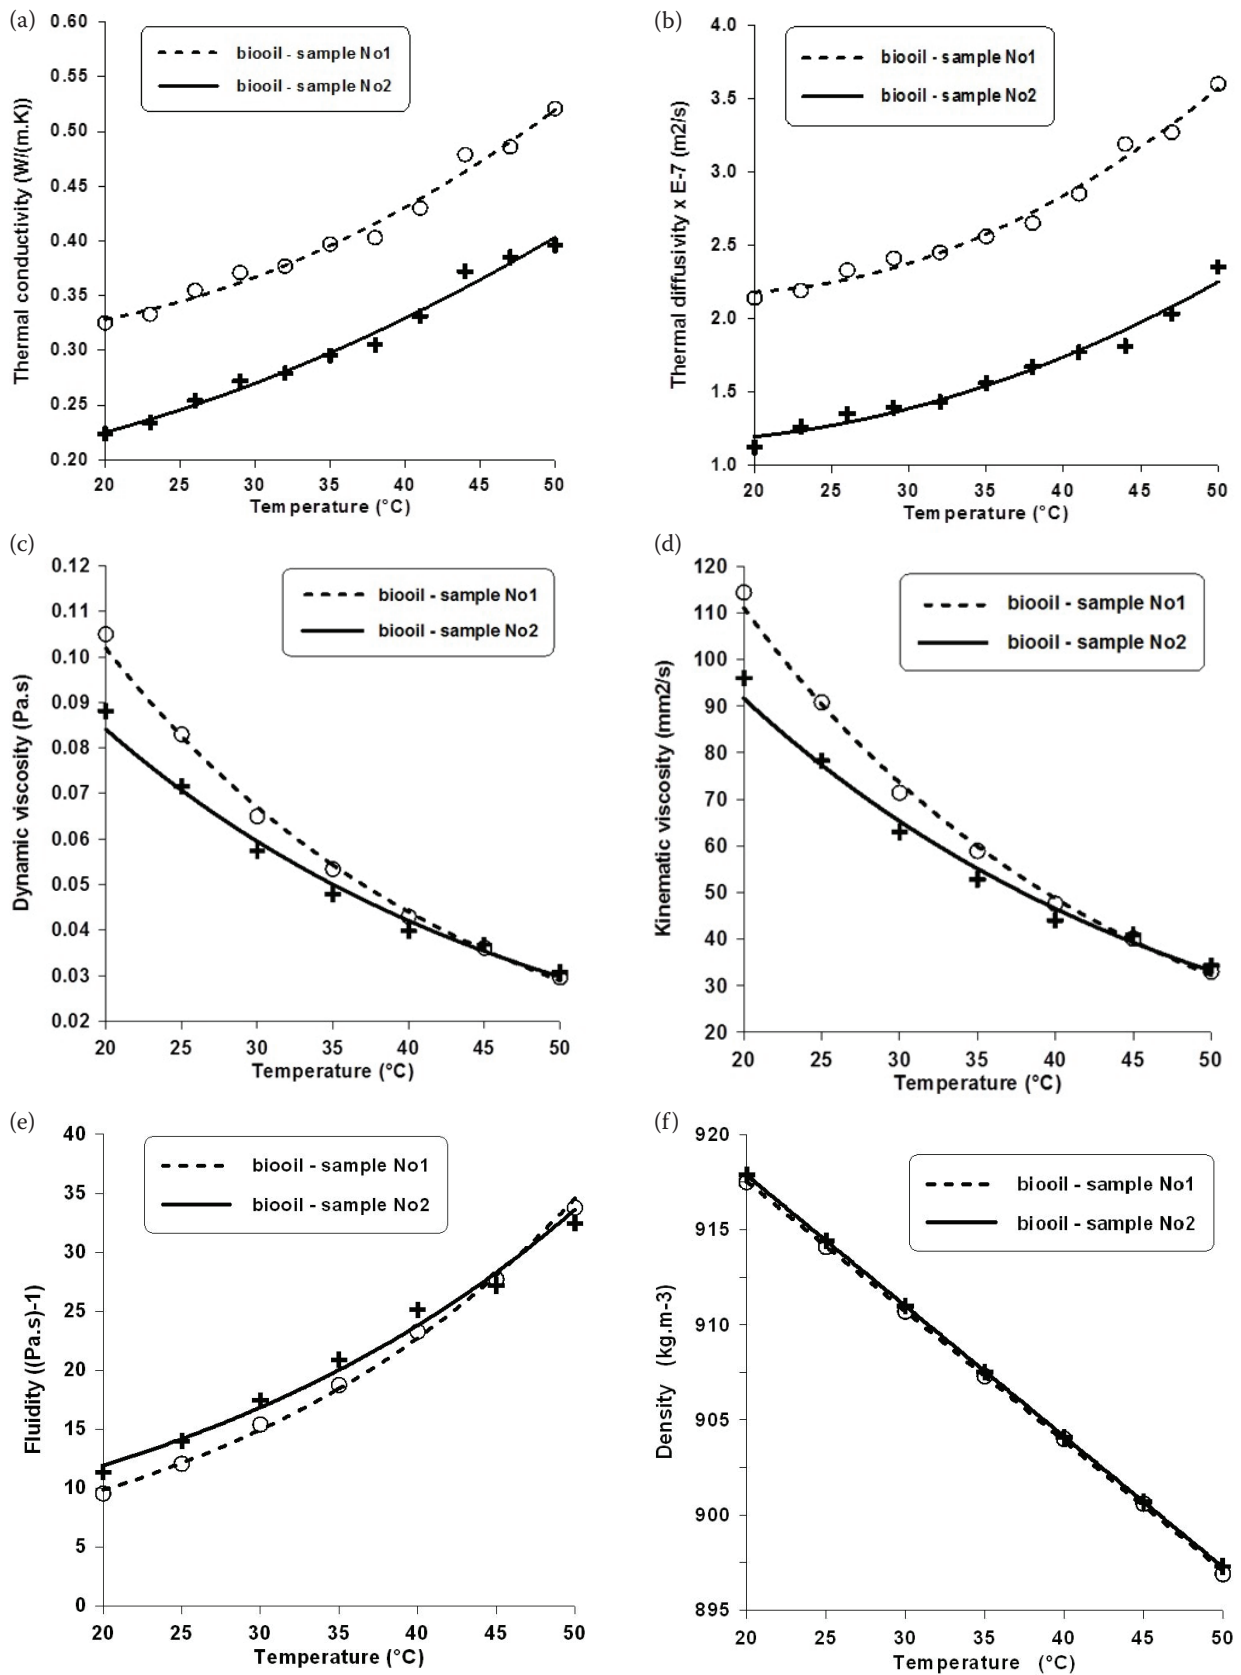 (a)
0.60
0.55
0.50
0.45
0.40
0.35
0.30
0.25
0.20
Thermal conductivity (W/(m.K))
biooil - sample No1
biooil - sample No2
20 25 30 35 40 45 50
Temperature (°C)
(b)
4.0
3.5
3.0
2.5
2.0
1.5
1.0
Thermal diffusivity x E-7 (m2/s)
biooil - sample No1
biooil - sample No2
20 25 30 35 40 45 50
Temperature (°C)
(c)
0.12
0.11
0.10
0.09
0.08
0.07
0.06
0.05
0.04
0.03
0.02
Dynamic viscosity (Pa.s)
biooil - sample No1
biooil - sample No2
20 25 30 35 40 45 50
Temperature (°C)
(d)
120
110
100
90
80
70
60
50
40
30
20
Kinematic viscosity (mm2/s)
biooil - sample No1
biooil - sample No2
20 25 30 35 40 45 50
Temperature (°C)
(e)
40
35
30
25
20
15
10
5
0
Fluidity ((Pa.s)-1)
biooil - sample No1
biooil - sample No2
20 25 30 35 40 45 50
Temperature (°C)
(f)
920
915
910
905
900
895
Density (kg.m-3)
biooil - sample No1
biooil - sample No2
20 25 30 35 40 45 50
Temperature (°C)